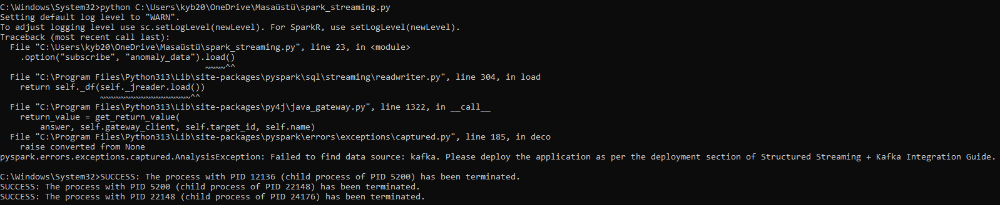 C:\Windows\System32>python C:\Users\kyb20\OneDrive\Masaüstü\spark_streaming.py
Setting default log level to "WARN".
To adjust logging level use sc.setLogLevel(newLevel). For SparkR, use setLogLevel(newLevel).
Traceback (most recent call last):
  File "C:\Users\kyb20\OneDrive\Masaüstü\spark_streaming.py", line 23, in <module>
    .option("subscribe", "anomaly_data").load()
                                         ~~~~^^
  File "C:\Program Files\Python313\Lib\site-packages\pyspark\sql\streaming\readwriter.py", line 304, in load
    return self._df(self._jreader.load())
                    ~~~~~~~~~~~~~~~~~~^^
  File "C:\Program Files\Python313\Lib\site-packages\py4j\java_gateway.py", line 1322, in __call__
    return_value = get_return_value(
        answer, self.gateway_client, self.target_id, self.name)
  File "C:\Program Files\Python313\Lib\site-packages\pyspark\errors\exceptions\captured.py", line 185, in deco
    raise converted from None
pyspark.errors.exceptions.captured.AnalysisException: Failed to find data source: kafka. Please deploy the application as per the deployment section of Structured Streaming + Kafka Integration Guide.
C:\Windows\System32>SUCCESS: The process with PID 12136 (child process of PID 5200) has been terminated.
SUCCESS: The process with PID 5200 (child process of PID 22148) has been terminated.
SUCCESS: The process with PID 22148 (child process of PID 24176) has been terminated.